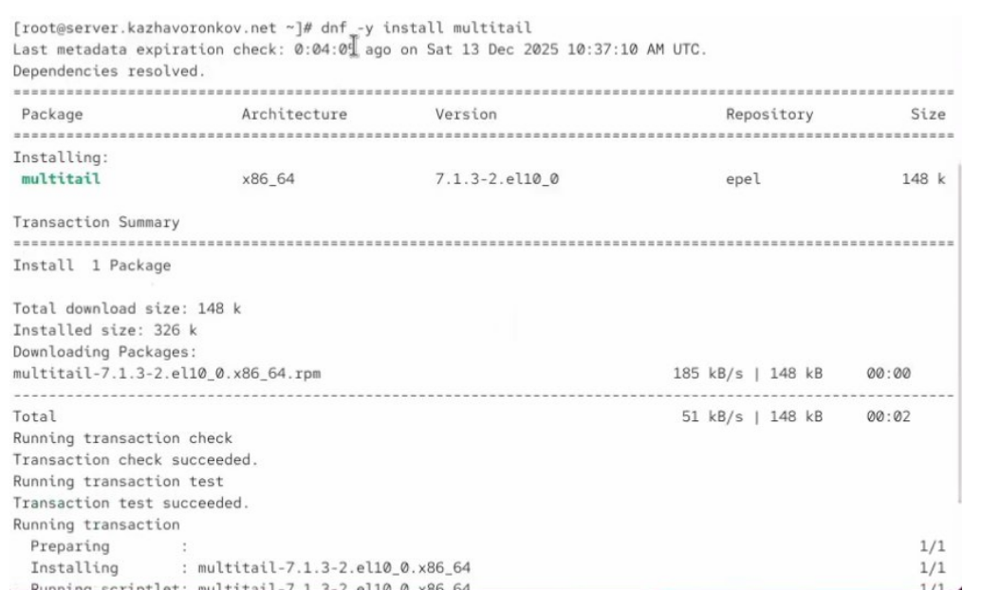 [root@server.kazhavoronkov.net ~]# dnf -y install multitail
Last metadata expiration check: 0:04:05 ago on Sat 13 Dec 2025 10:37:10 AM UTC.
Dependencies resolved.
================================================================================
Package Architecture Version Repository Size
================================================================================
Installing:
multitail x86_64 7.1.3-2.el10_0 epel 148 k
Transaction Summary
================================================================================
Install 1 Package
Total download size: 148 k
Installed size: 326 k
Downloading Packages:
multitail-7.1.3-2.el10_0.x86_64.rpm 185 kB/s | 148 kB 00:00
--------------------------------------------------------------------------------
Total 51 kB/s | 148 kB 00:02
Running transaction check
Transaction check succeeded.
Running transaction test
Transaction test succeeded.
Running transaction
Preparing : 1/1
Installing : multitail-7.1.3-2.el10_0.x86_64 1/1
Running scriptlet: multitail-7.1.3-2.el10_0.x86_64 1/1